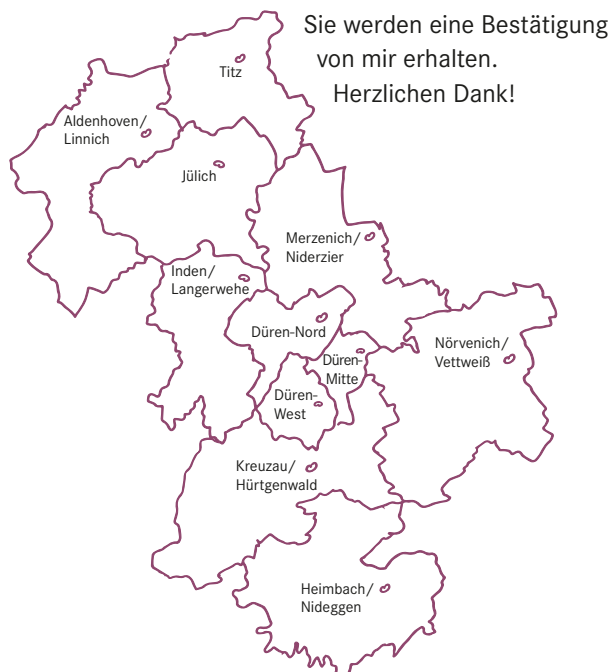 Sie werden eine Bestätigung
von mir erhalten.
Herzlichen Dank!
Titz
Aldenhoven/
Linnich
Jülich
Merzenich/
Niderzier
Inden/
Langerwehe
Düren-Nord
Düren-
Mitte
Nörvenich/
Vettweiß
Düren-
West
Kreuzau/
Hürtgenwald
Heimbach/
Nideggen